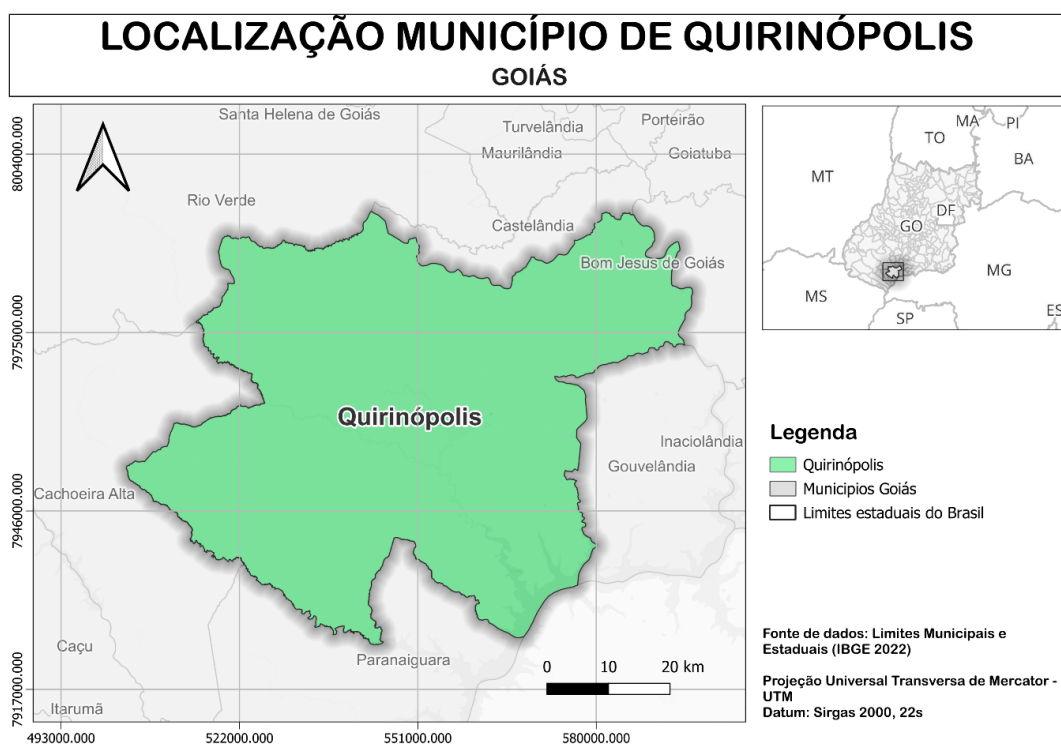 LOCALIZAÇÃO MUNICÍPIO DE QUIRINÓPOLIS
GOIÁS
Santa Helena de Goiás
Turvelândia
Porteirão
Maurilândia
Goiatuba
Rio Verde
Castelândia
Bom Jesus de Goiás
Quirinópolis
Inaciolândia
Gouvelândia
Cachoeira Alta
Caçu
Paranaiguara
Itarumã
0 10 20 km
8004000.000
7975000.000
7946000.000
7917000.000
493000.000 522000.000 551000.000 580000.000
MA PI
TO
BA
MT
DF
GO
MG
MS
ES
SP
Legenda
Quirinópolis
Municipios Goiás
Limites estaduais do Brasil
Fonte de dados: Limites Municipais e
Estaduais (IBGE 2022)
Projeção Universal Transversa de Mercator -
UTM
Datum: Sirgas 2000, 22s